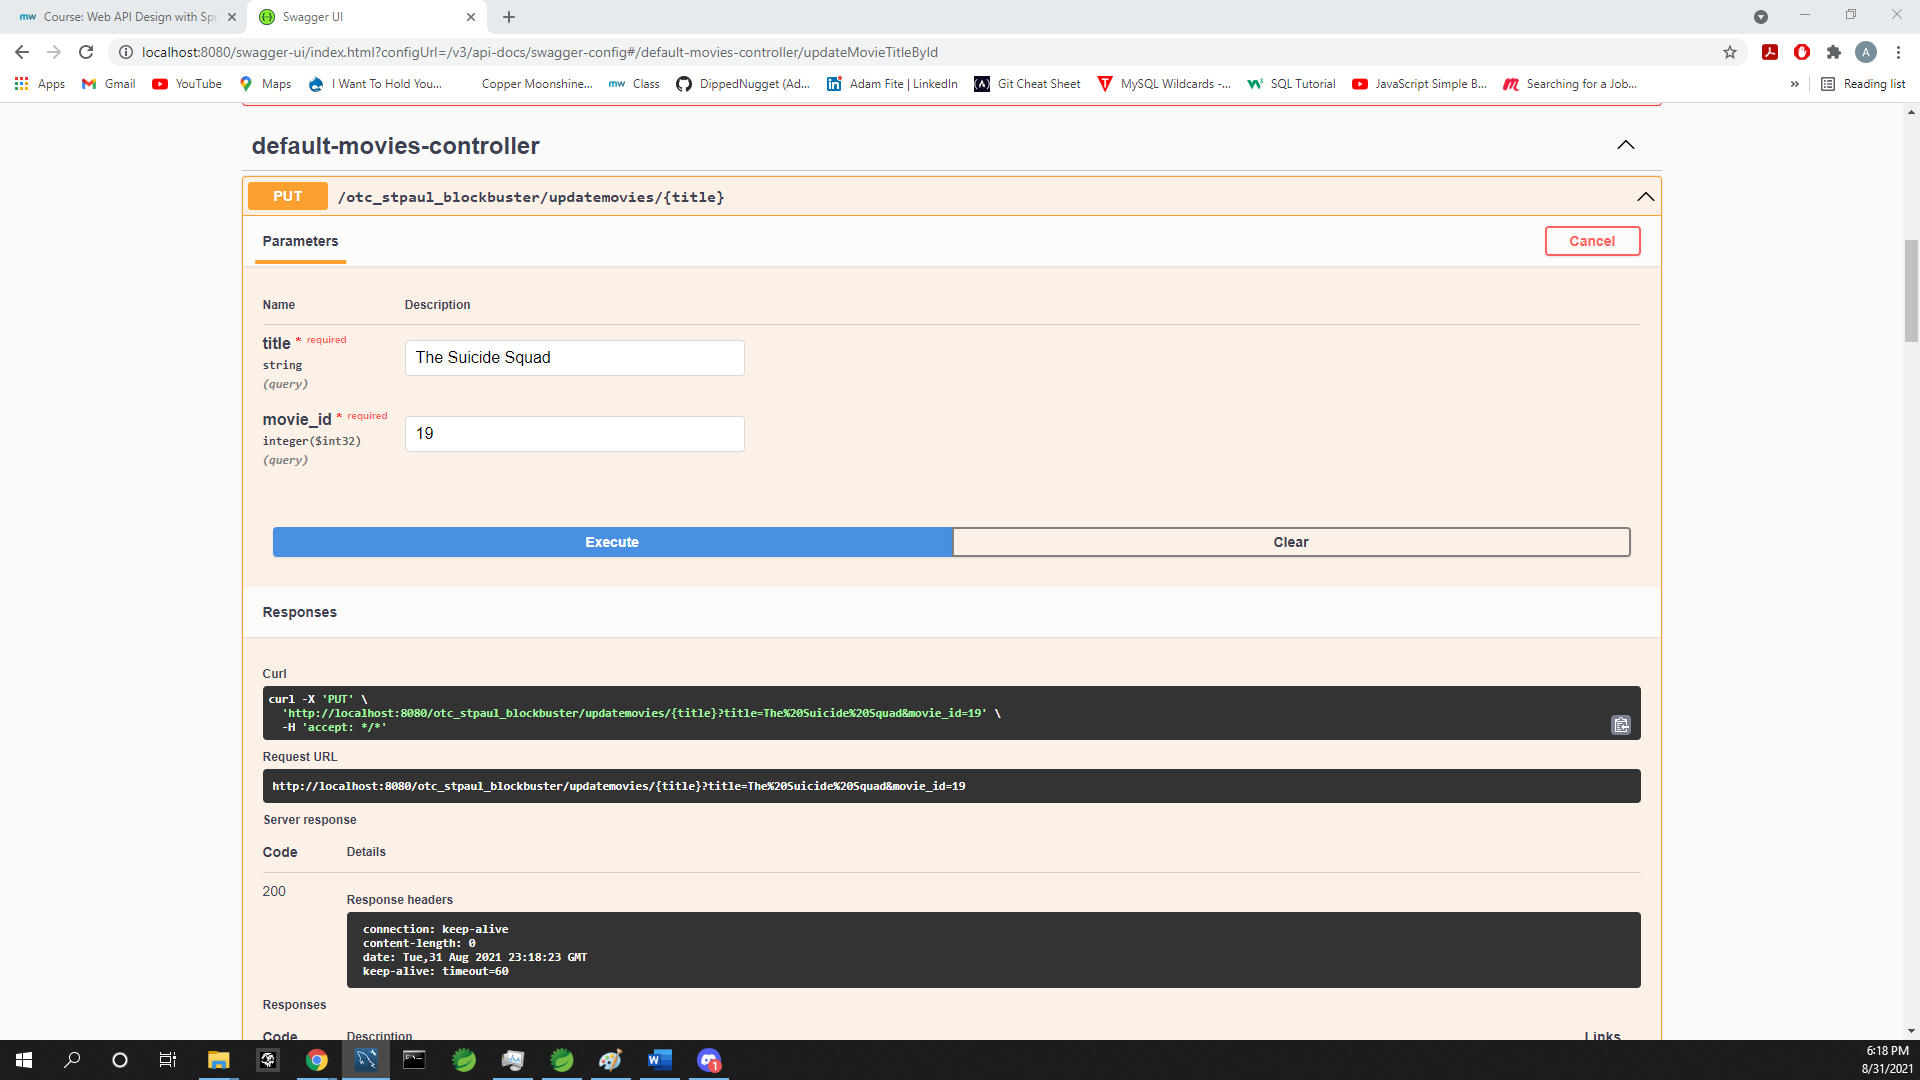 Course: Web API Design with Spr
Swagger UI
localhost:8080/swagger-ui/index.html?configUrl=/v3/api-docs/swagger-config#/default-movies-controller/updateMovieTitleById
A
Apps
Gmail
YouTube
Maps
I Want To Hold You...
Copper Moonshine...
mw Class
DippedNugget (Ad...
Adam Fite | LinkedIn
Git Cheat Sheet
MySQL Wildcards -...
SQL Tutorial
JavaScript Simple B...
Searching for a Job...
»
Reading list
default-movies-controller
PUT /otc_stpaul_blockbuster/updatemovies/{title}
Parameters
Cancel
Name Description
title * required
string
(query)
The Suicide Squad
movie_id * required
integer($int32)
(query)
19
Execute
Clear
Responses
Curl
curl -X 'PUT' \
'http://localhost:8080/otc_stpaul_blockbuster/updatemovies/{title}?title=The%20Suicide%20Squad&movie_id=19' \
-H 'accept: */*'
Request URL
http://localhost:8080/otc_stpaul_blockbuster/updatemovies/{title}?title=The%20Suicide%20Squad&movie_id=19
Server response
Code Details
200
Response headers
connection: keep-alive
content-length: 0
date: Tue,31 Aug 2021 23:18:23 GMT
keep-alive: timeout=60
Responses
Code Description Links
6:18 PM
8/31/2021